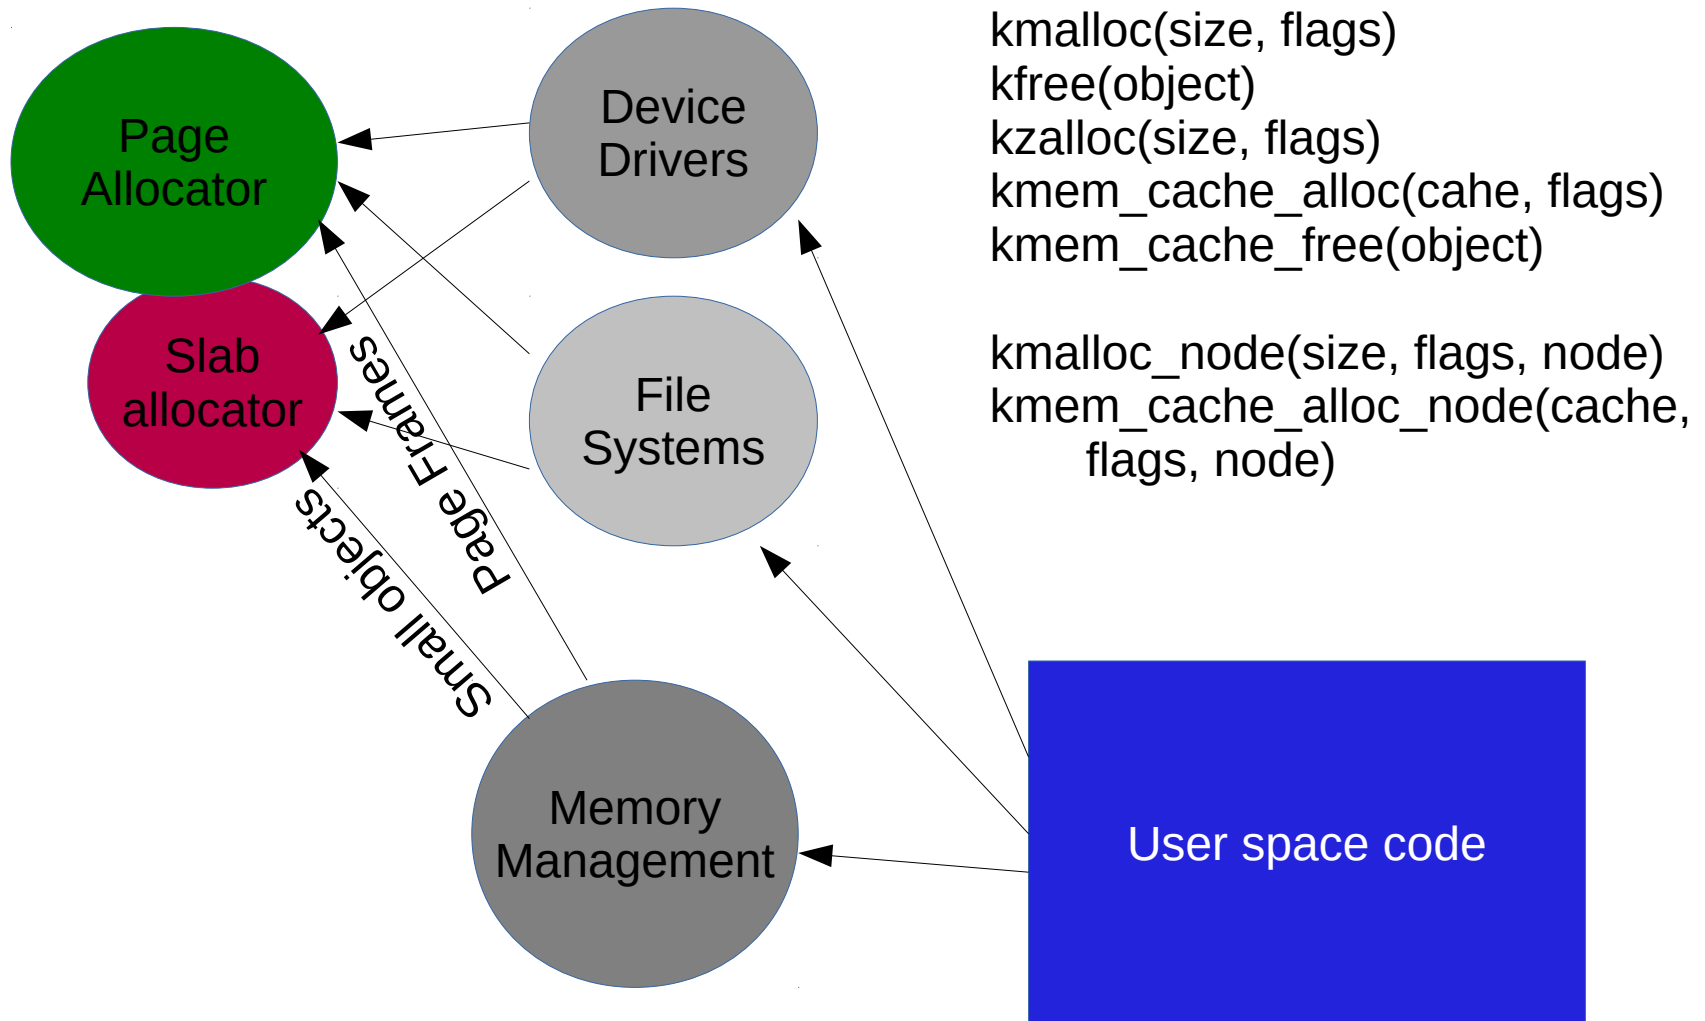 Page
Allocator
Slab
allocator
Device
Drivers
File
Systems
Page Frames
Small objects
Memory
Management
User space code
kmalloc(size, flags)
kfree(object)
kzalloc(size, flags)
kmem_cache_alloc(cahe, flags)
kmem_cache_free(object)
kmalloc_node(size, flags, node)
kmem_cache_alloc_node(cache,
flags, node)